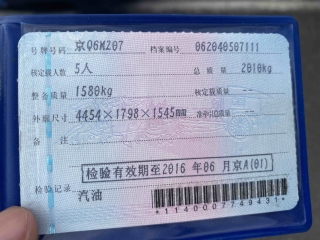 号牌号码 京Q6M207 档案编号 062040507111
核定载人数 5人 总质量 2010kg
整备质量 1580kg 核定载质量 --
外廓尺寸 4454×1798×1545mm 准牵引总质量 --
备注
检验有效期至2016 年06 月京A(01)
检验记录 汽油
*1140007749431*